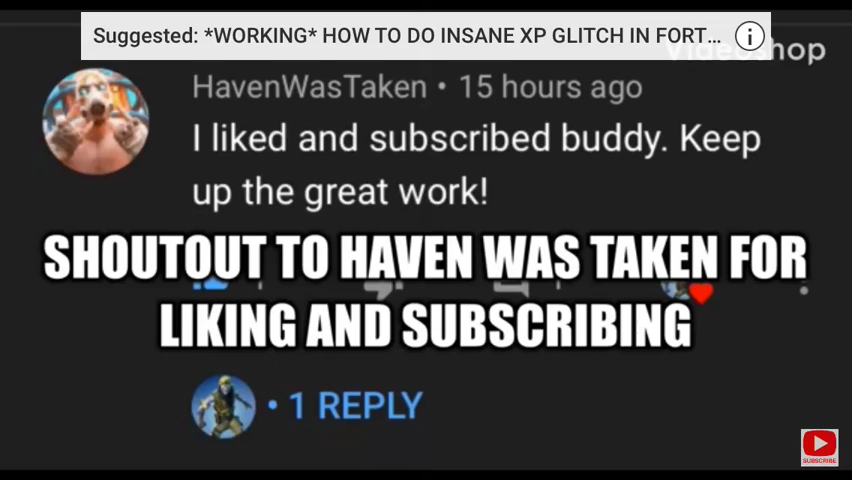 Suggested: *WORKING* HOW TO DO INSANE XP GLITCH IN FORT...
Videoshop
HavenWasTaken • 15 hours ago
I liked and subscribed buddy. Keep
up the great work!
SHOUTOUT TO HAVEN WAS TAKEN FOR
LIKING AND SUBSCRIBING
• 1 REPLY
SUBSCRIBE